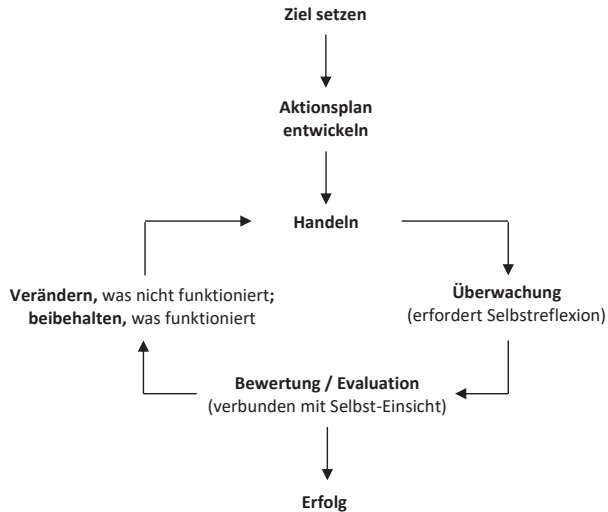 Ziel setzen
Aktionsplan
entwickeln
Handeln
Verändern, was nicht funktioniert;
beibehalten, was funktioniert
Überwachung
(erfordert Selbstreflexion)
Bewertung / Evaluation
(verbunden mit Selbst-Einsicht)
Erfolg